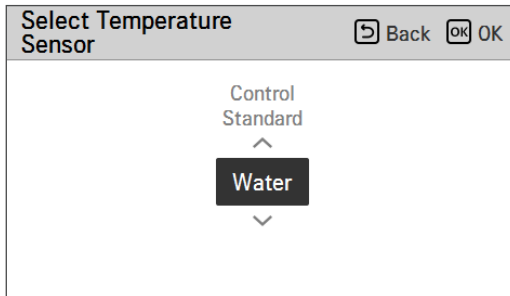 Select Temperature
Sensor
Back OK OK
Control
Standard
Water